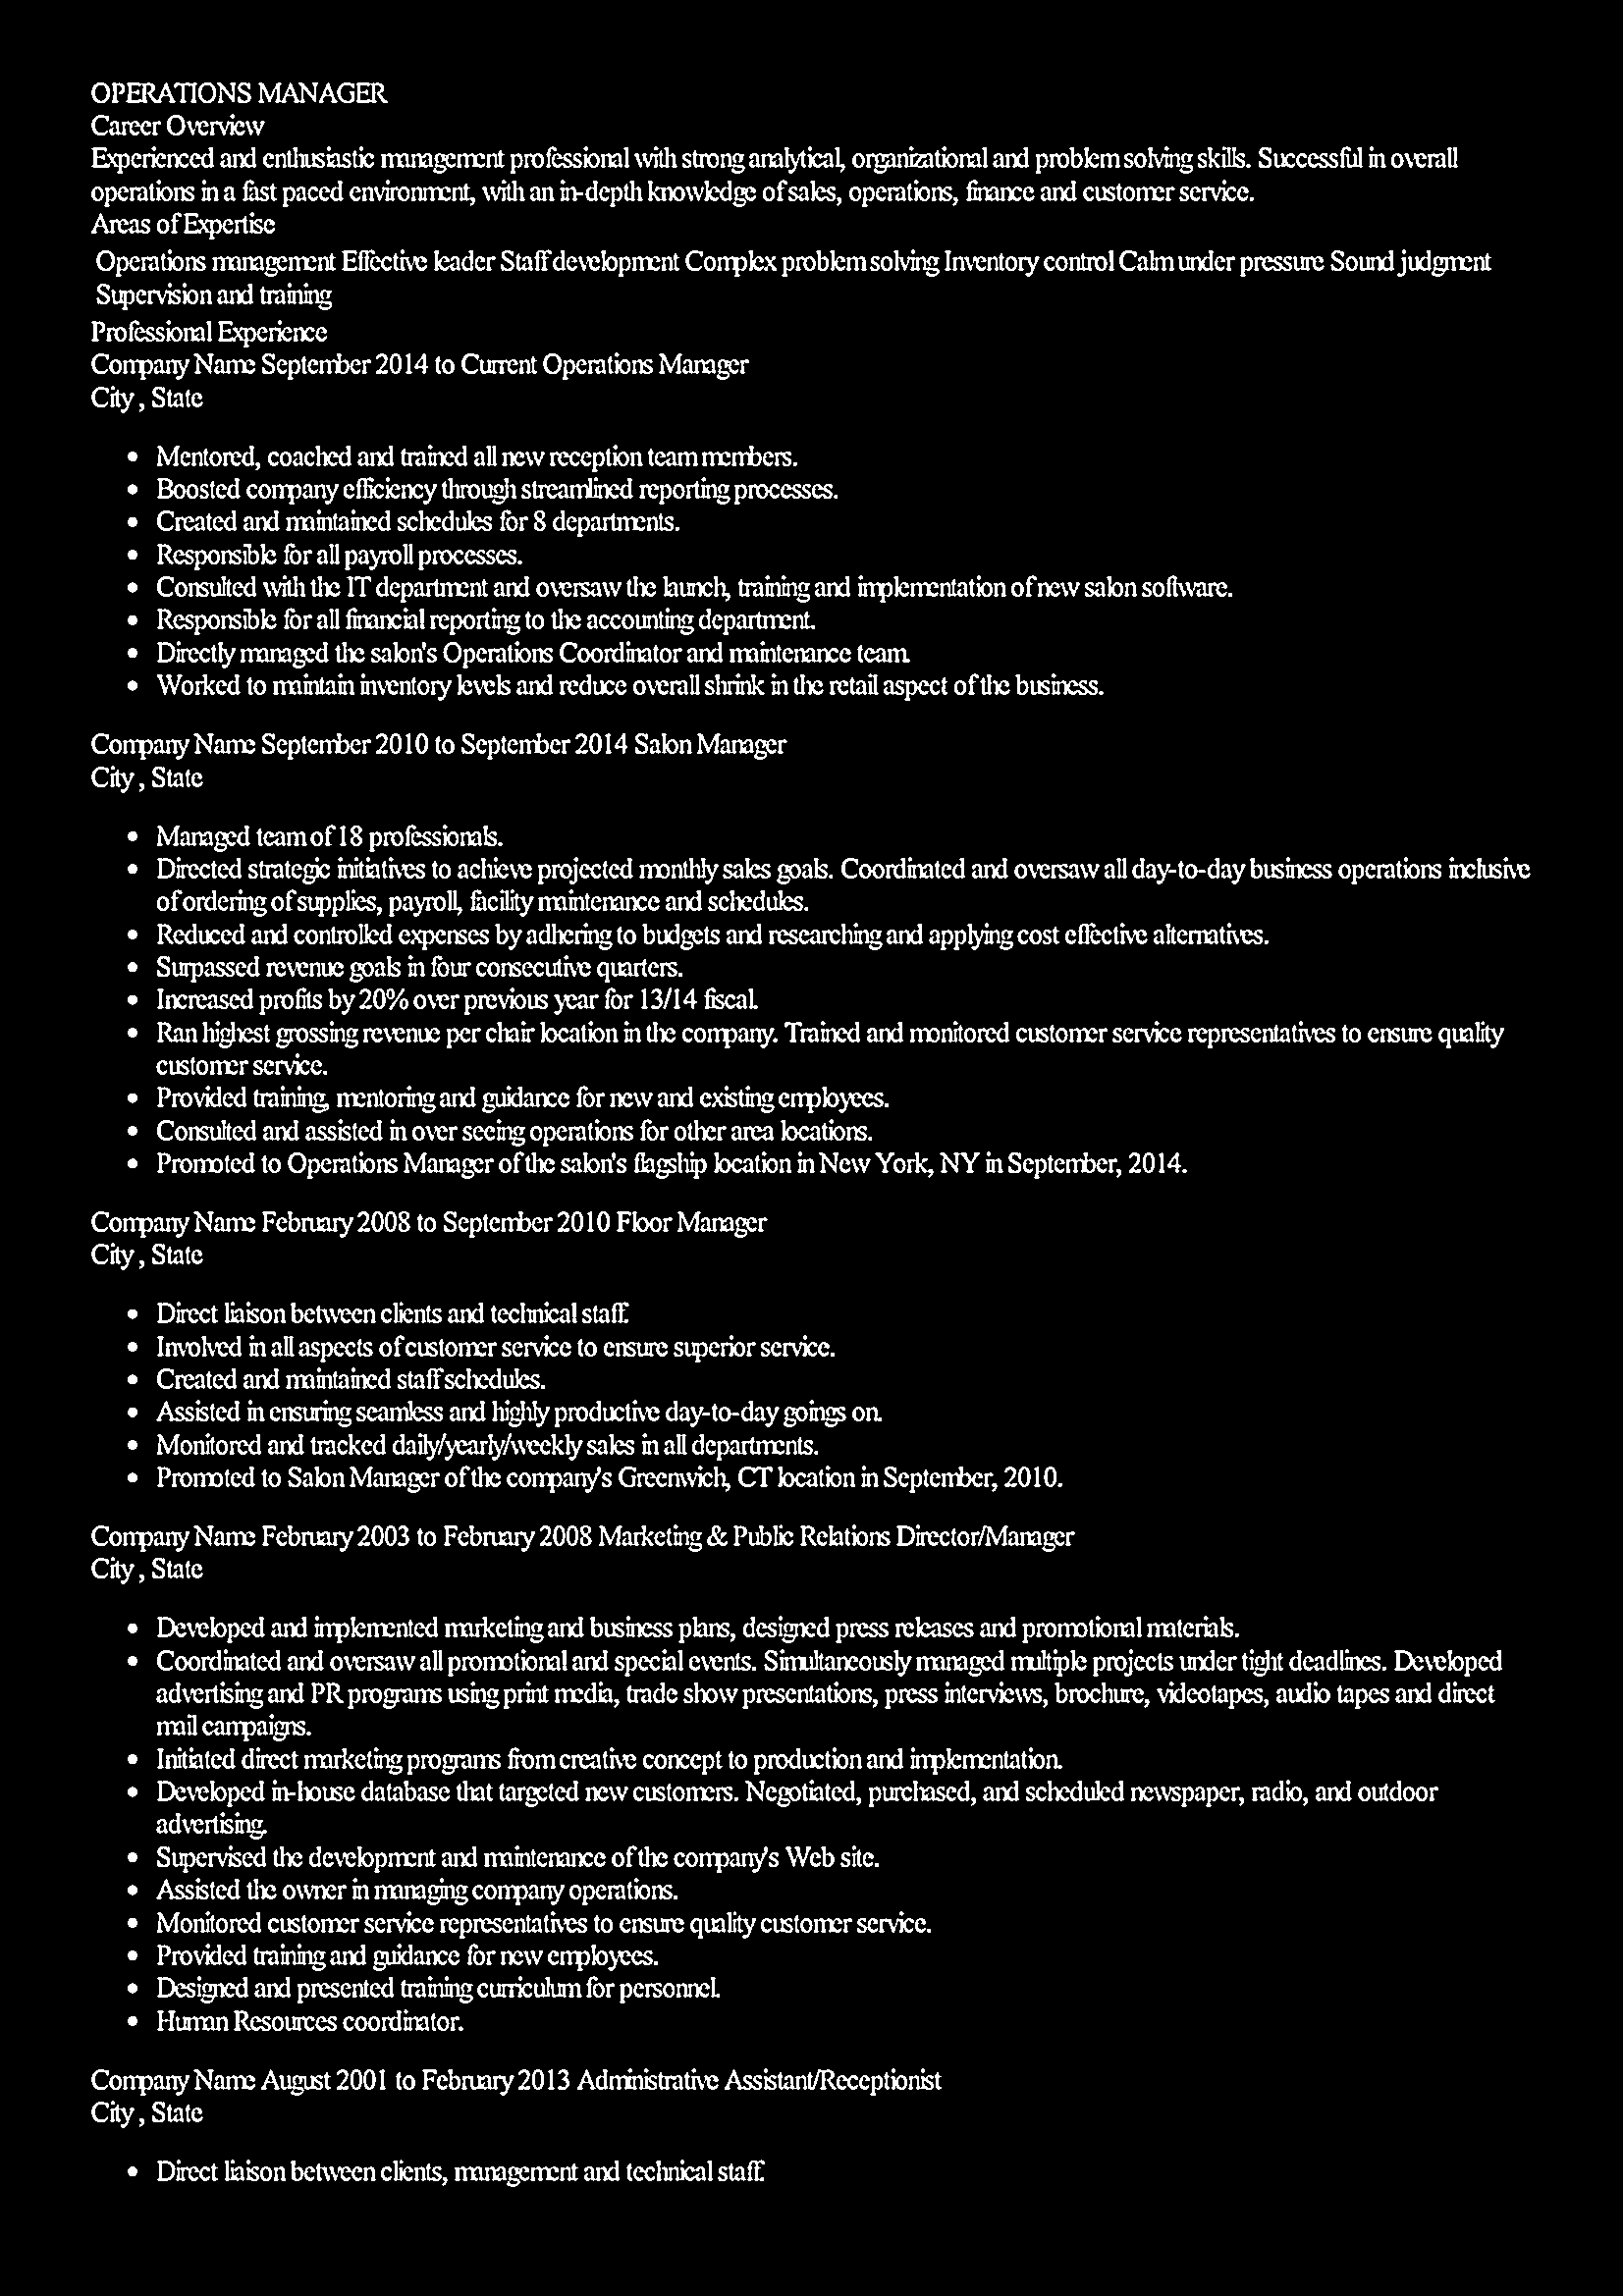 OPERATIONS MANAGER
Career Overview
Experienced and enthusiastic management professional with strong analytical, organizational and problem solving skills. Successful in overall
operations in a fast paced environment, with an in-depth knowledge of sales, operations, finance and customer service.
Areas of Expertise
Operations management Effective leader Staff development Complex problem solving Inventory control Calm under pressure Sound judgment
Supervision and training
Professional Experience
Company Name September 2014 to Current Operations Manager
City , State
• Mentored, coached and trained all new reception team members.
• Boosted company efficiency through streamlined reporting processes.
• Created and maintained schedules for 8 departments.
• Responsible for all payroll processes.
• Consulted with the IT department and oversaw the launch, training and implementation of new salon software.
• Responsible for all financial reporting to the accounting department.
• Directly managed the salon's Operations Coordinator and maintenance team.
• Worked to maintain inventory levels and reduce overall shrink in the retail aspect of the business.
Company Name September 2010 to September 2014 Salon Manager
City , State
• Managed team of 18 professionals.
• Directed strategic initiatives to achieve projected monthly sales goals. Coordinated and oversaw all day-to-day business operations inclusive
of ordering of supplies, payroll, facility maintenance and schedules.
• Reduced and controlled expenses by adhering to budgets and researching and applying cost effective alternatives.
• Surpassed revenue goals in four consecutive quarters.
• Increased profits by 20% over previous year for 13/14 fiscal.
• Ran highest grossing revenue per chair location in the company. Trained and monitored customer service representatives to ensure quality
customer service.
• Provided training, mentoring and guidance for new and existing employees.
• Consulted and assisted in over seeing operations for other area locations.
• Promoted to Operations Manager of the salon's flagship location in New York, NY in September, 2014.
Company Name February 2008 to September 2010 Floor Manager
City , State
• Direct liaison between clients and technical staff.
• Involved in all aspects of customer service to ensure superior service.
• Created and maintained staff schedules.
• Assisted in ensuring seamless and highly productive day-to-day goings on.
• Monitored and tracked daily/yearly/weekly sales in all departments.
• Promoted to Salon Manager of the company's Greenwich, CT location in September, 2010.
Company Name February 2003 to February 2008 Marketing & Public Relations Director/Manager
City , State
• Developed and implemented marketing and business plans, designed press releases and promotional materials.
• Coordinated and oversaw all promotional and special events. Simultaneously managed multiple projects under tight deadlines. Developed
advertising and PR programs using print media, trade show presentations, press interviews, brochure, videotapes, audio tapes and direct
mail campaigns.
• Initiated direct marketing programs from creative concept to production and implementation.
• Developed in-house database that targeted new customers. Negotiated, purchased, and scheduled newspaper, radio, and outdoor
advertising.
• Supervised the development and maintenance of the company's Web site.
• Assisted the owner in managing company operations.
• Monitored customer service representatives to ensure quality customer service.
• Provided training and guidance for new employees.
• Designed and presented training curriculum for personnel.
• Human Resources coordinator.
Company Name August 2001 to February 2013 Administrative Assistant/Receptionist
City , State
• Direct liaison between clients, management and technical staff.